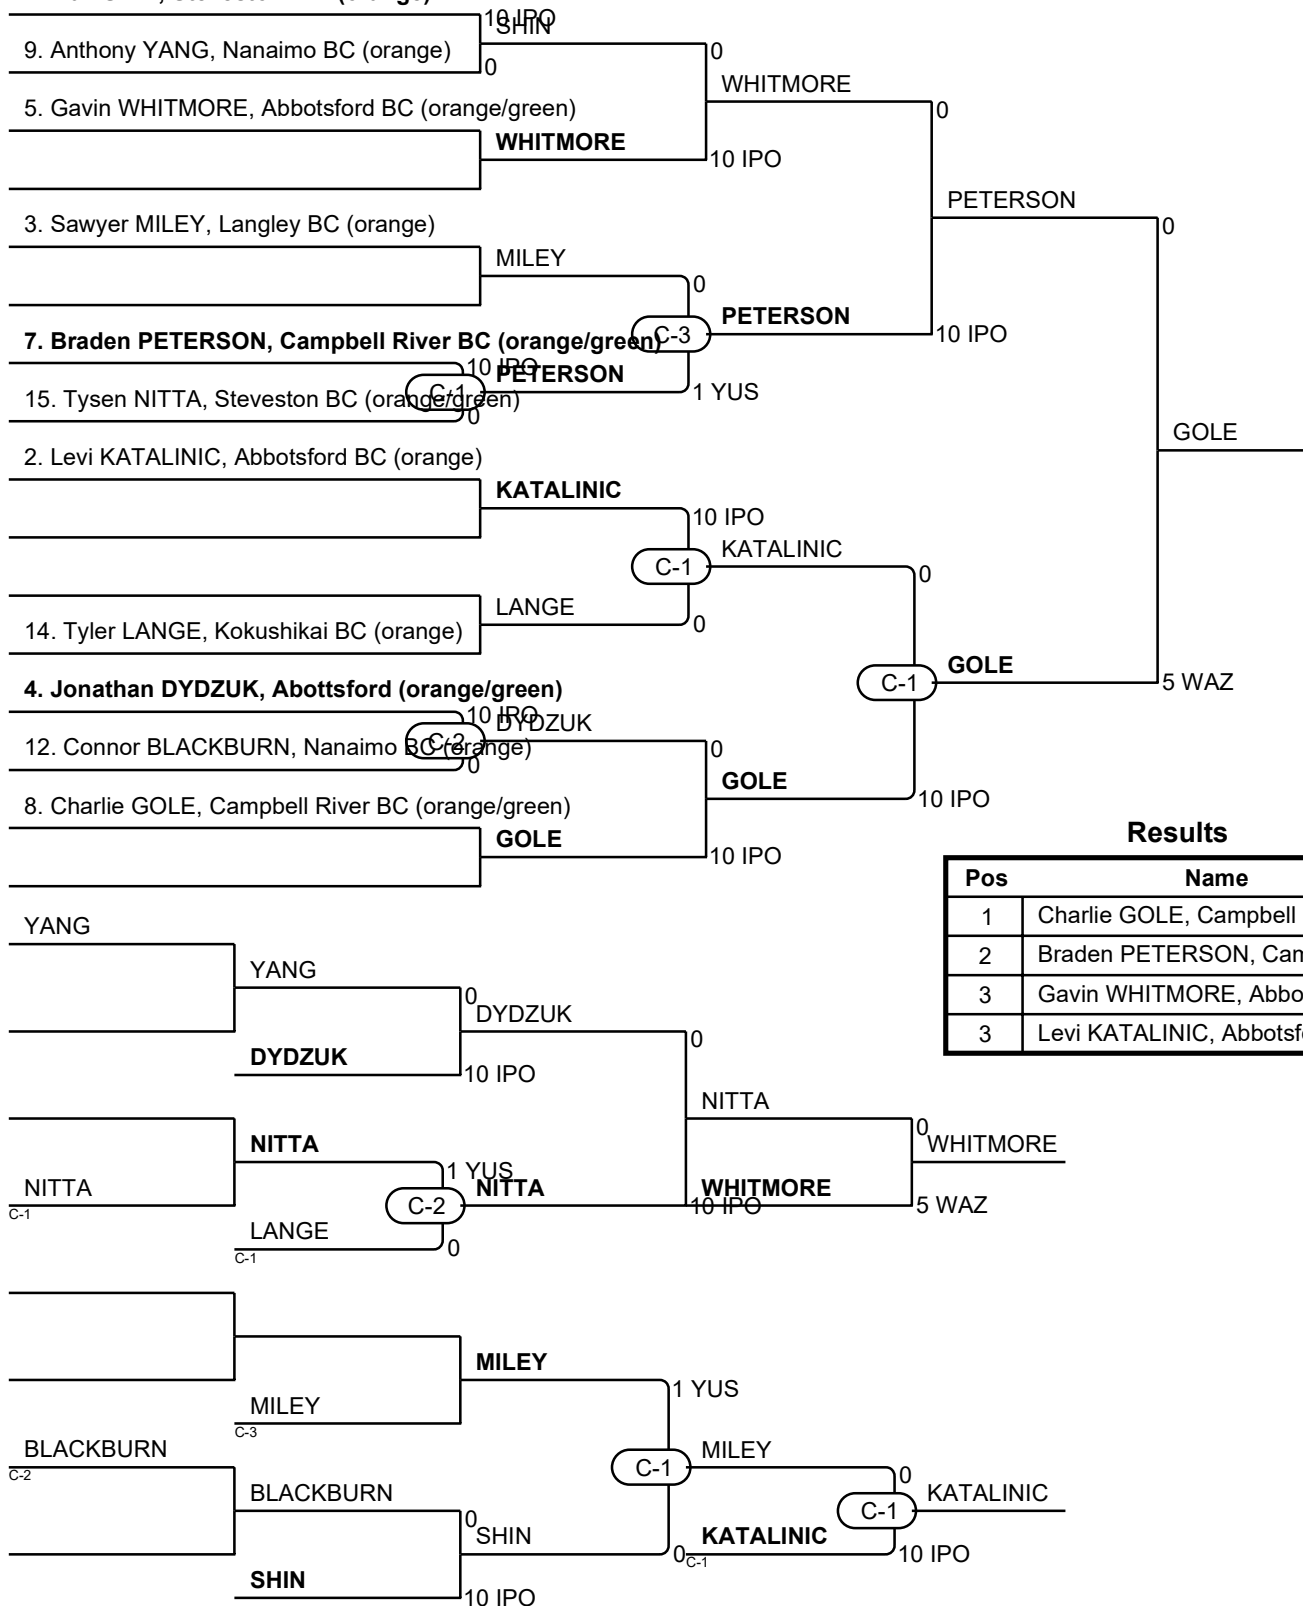 10 IPO
SHIN
9. Anthony YANG, Nanaimo BC (orange)
0
0
WHITMORE
5. Gavin WHITMORE, Abbotsford BC (orange/green)
0
WHITMORE
10 IPO
PETERSON
3. Sawyer MILEY, Langley BC (orange)
0
MILEY
0
PETERSON
C-3
10 IPO
7. Braden PETERSON, Campbell River BC (orange/green)
10 IPO
PETERSON
1 YUS
C-1
15. Tysen NITTA, Steveston BC (orange/green)
0
GOLE
2. Levi KATALINIC, Abbotsford BC (orange)
KATALINIC
10 IPO
KATALINIC
C-1
0
LANGE
0
14. Tyler LANGE, Kokushikai BC (orange)
GOLE
C-1
5 WAZ
4. Jonathan DYDZUK, Abottsford (orange/green)
10 IPO
DYDZUK
C-2
12. Connor BLACKBURN, Nanaimo BC (orange)
0
0
GOLE
10 IPO
8. Charlie GOLE, Campbell River BC (orange/green)
GOLE
10 IPO
Results
Pos Name
1 Charlie GOLE, Campbell
2 Braden PETERSON,
3 Gavin WHITMORE,
3 Levi KATALINIC,
YANG
YANG
0
DYDZUK
0
DYDZUK
10 IPO
NITTA
0
WHITMORE
NITTA
1 YUS
NITTA
C-2
WHITMORE
10 IPO
5 WAZ
NITTA
C-1
LANGE
C-1
0
MILEY
1 YUS
MILEY
C-3
BLACKBURN
C-2
MILEY
C-1
0
KATALINIC
C-1
BLACKBURN
0
SHIN
0
C-1
KATALINIC
10 IPO
SHIN
10 IPO